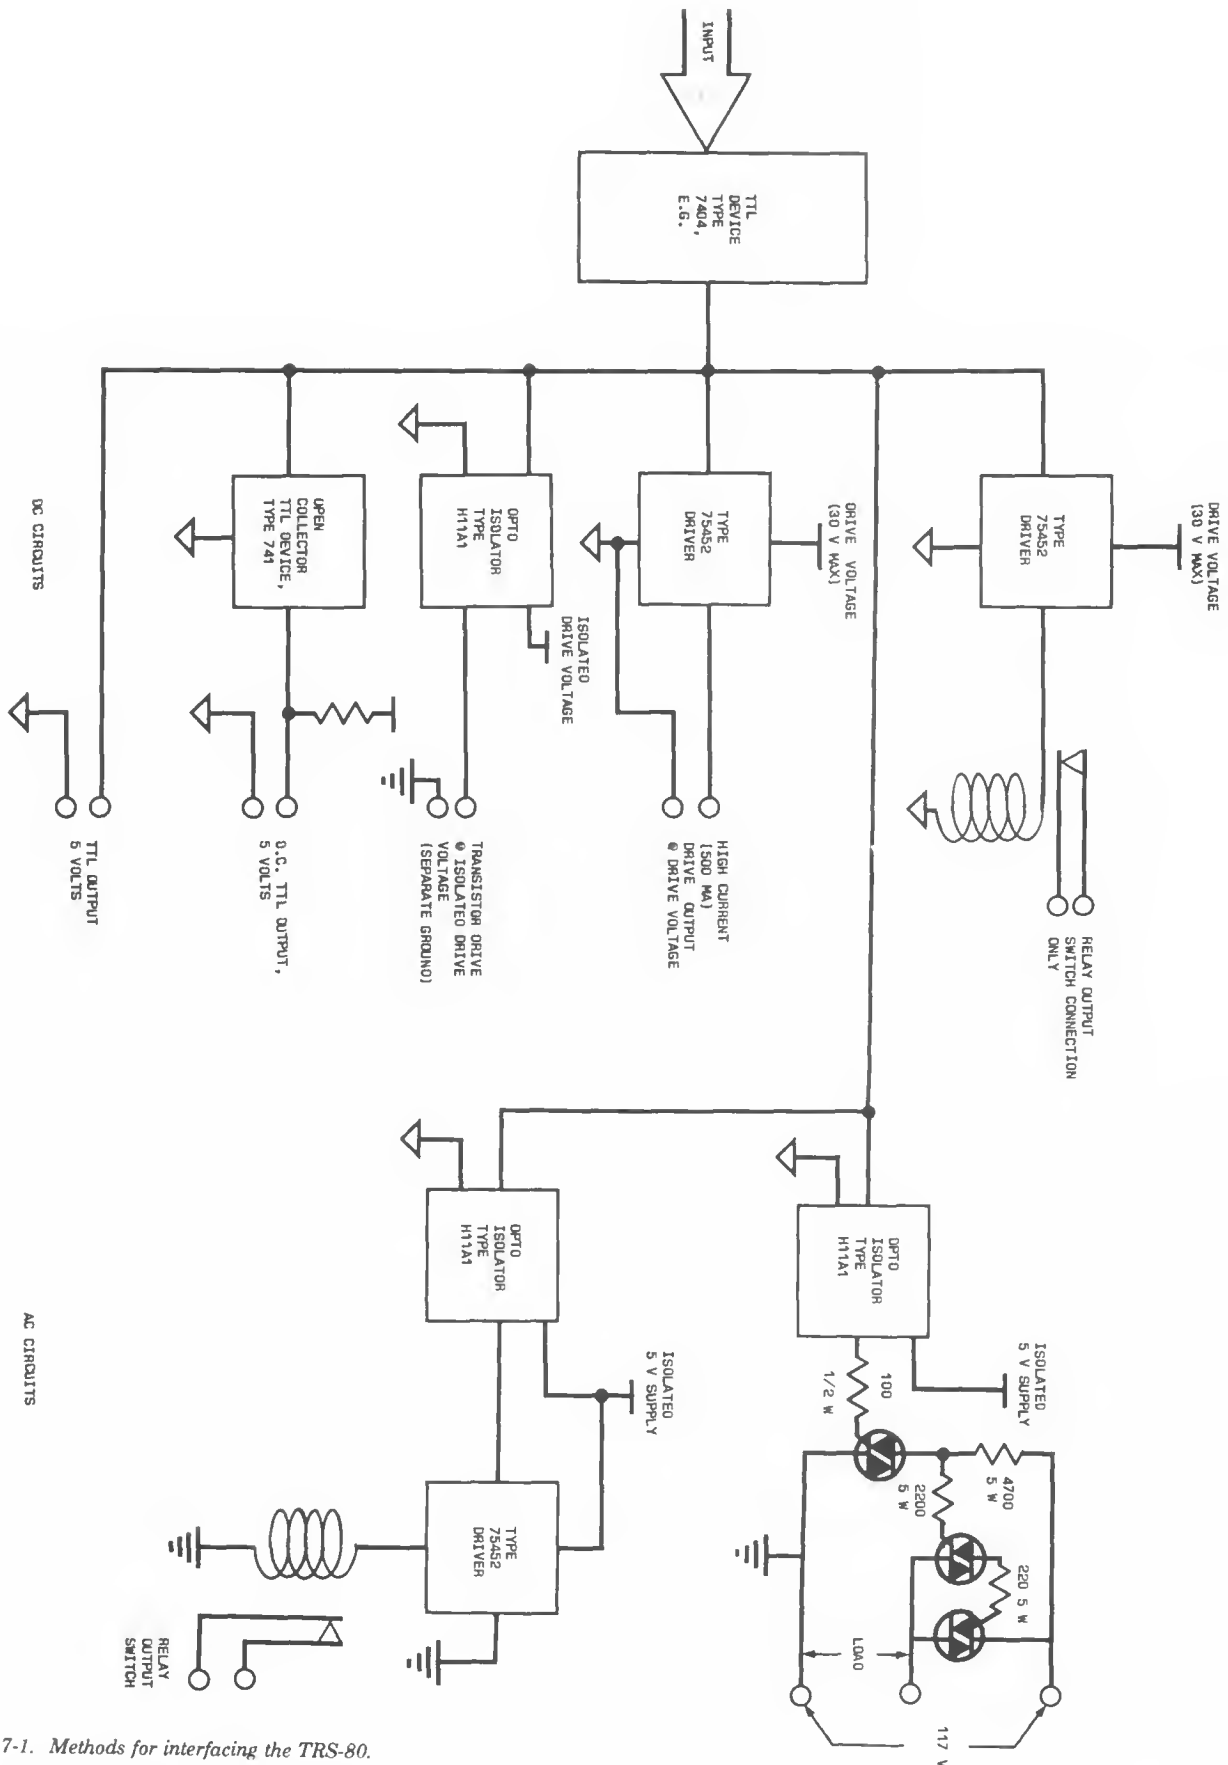 INPUT
TTL
DEVICE
TYPE
7404,
E.G.
DRIVE VOLTAGE
(30 V MAX)
TYPE
75452
DRIVER
RELAY OUTPUT
SWITCH CONNECTION
ONLY
DRIVE VOLTAGE
(30 V MAX)
TYPE
75452
DRIVER
HIGH CURRENT
(500 MA)
DRIVE OUTPUT
@ DRIVE VOLTAGE
OPTO
ISOLATOR
TYPE
H11A1
ISOLATED
DRIVE VOLTAGE
TRANSISTOR DRIVE
@ ISOLATED DRIVE
VOLTAGE
(SEPARATE GROUND)
OPEN
COLLECTOR
TTL DEVICE,
TYPE 741
O.C. TTL OUTPUT,
5 VOLTS
TTL OUTPUT
5 VOLTS
DC CIRCUITS
OPTO
ISOLATOR
TYPE
H11A1
ISOLATED
5 V SUPPLY
100
1/2 W
4700
5 W
2200
5 W
220 5 W
LOAD
117 V
OPTO
ISOLATOR
TYPE
H11A1
ISOLATED
5 V SUPPLY
TYPE
75452
DRIVER
RELAY
OUTPUT
SWITCH
AC CIRCUITS
7-1. Methods for interfacing the TRS-80.